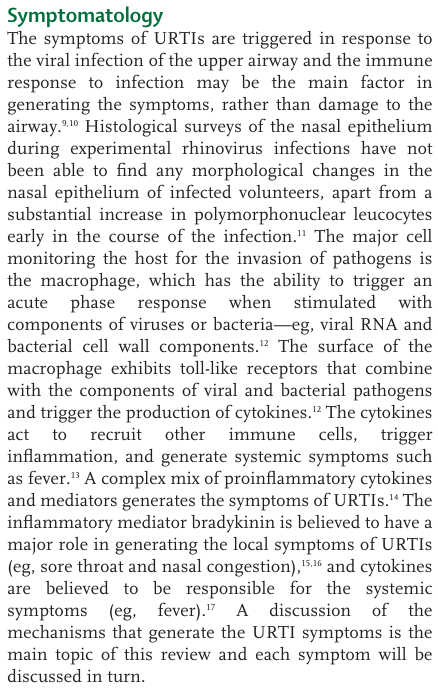 Symptomatology
The symptoms of URTIs are triggered in response to
the viral infection of the upper airway and the immune
response to infection may be the main factor in
generating the symptoms, rather than damage to the
airway.9,10 Histological surveys of the nasal epithelium
during experimental rhinovirus infections have not
been able to find any morphological changes in the
nasal epithelium of infected volunteers, apart from a
substantial increase in polymorphonuclear leucocytes
early in the course of the infection.11 The major cell
monitoring the host for the invasion of pathogens is
the macrophage, which has the ability to trigger an
acute phase response when stimulated with
components of viruses or bacteria—eg, viral RNA and
bacterial cell wall components.12 The surface of the
macrophage exhibits toll-like receptors that combine
with the components of viral and bacterial pathogens
and trigger the production of cytokines.12 The cytokines
act to recruit other immune cells, trigger
inflammation, and generate systemic symptoms such
as fever.13 A complex mix of proinflammatory cytokines
and mediators generates the symptoms of URTIs.14 The
inflammatory mediator bradykinin is believed to have a
major role in generating the local symptoms of URTIs
(eg, sore throat and nasal congestion),15,16 and cytokines
are believed to be responsible for the systemic
symptoms (eg, fever).17 A discussion of the
mechanisms that generate the URTI symptoms is the
main topic of this review and each symptom will be
discussed in turn.